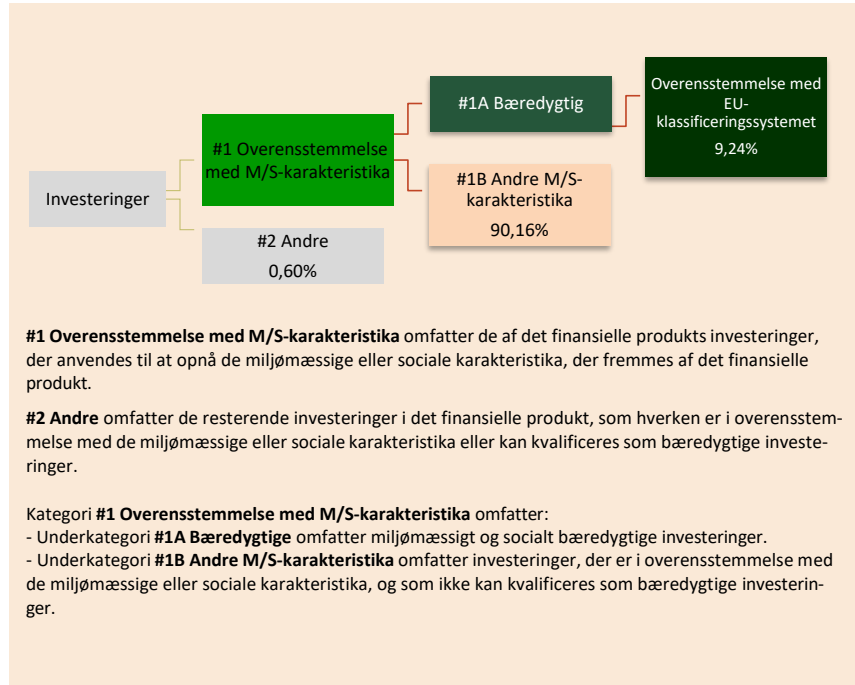 Investeringer
#1 Overensstemmelse
med M/S-karakteristika
#2 Andre
0,60%
#1A Bæredygtig
#1B Andre M/S-
karakteristika
90,16%
Overensstemmelse med
EU-
klassificeringssystemet
9,24%
#1 Overensstemmelse med M/S-karakteristika omfatter de af det finansielle produkts investeringer,
der anvendes til at opnå de miljømæssige eller sociale karakteristika, der fremmes af det finansielle
produkt.
#2 Andre omfatter de resterende investeringer i det finansielle produkt, som hverken er i overensstem-
melse med de miljømæssige eller sociale karakteristika eller kan kvalificeres som bæredygtige investe-
ringer.
Kategori #1 Overensstemmelse med M/S-karakteristika omfatter:
- Underkategori #1A Bæredygtige omfatter miljømæssigt og socialt bæredygtige investeringer.
- Underkategori #1B Andre M/S-karakteristika omfatter investeringer, der er i overensstemmelse med
de miljømæssige eller sociale karakteristika, og som ikke kan kvalificeres som bæredygtige investerin-
ger.